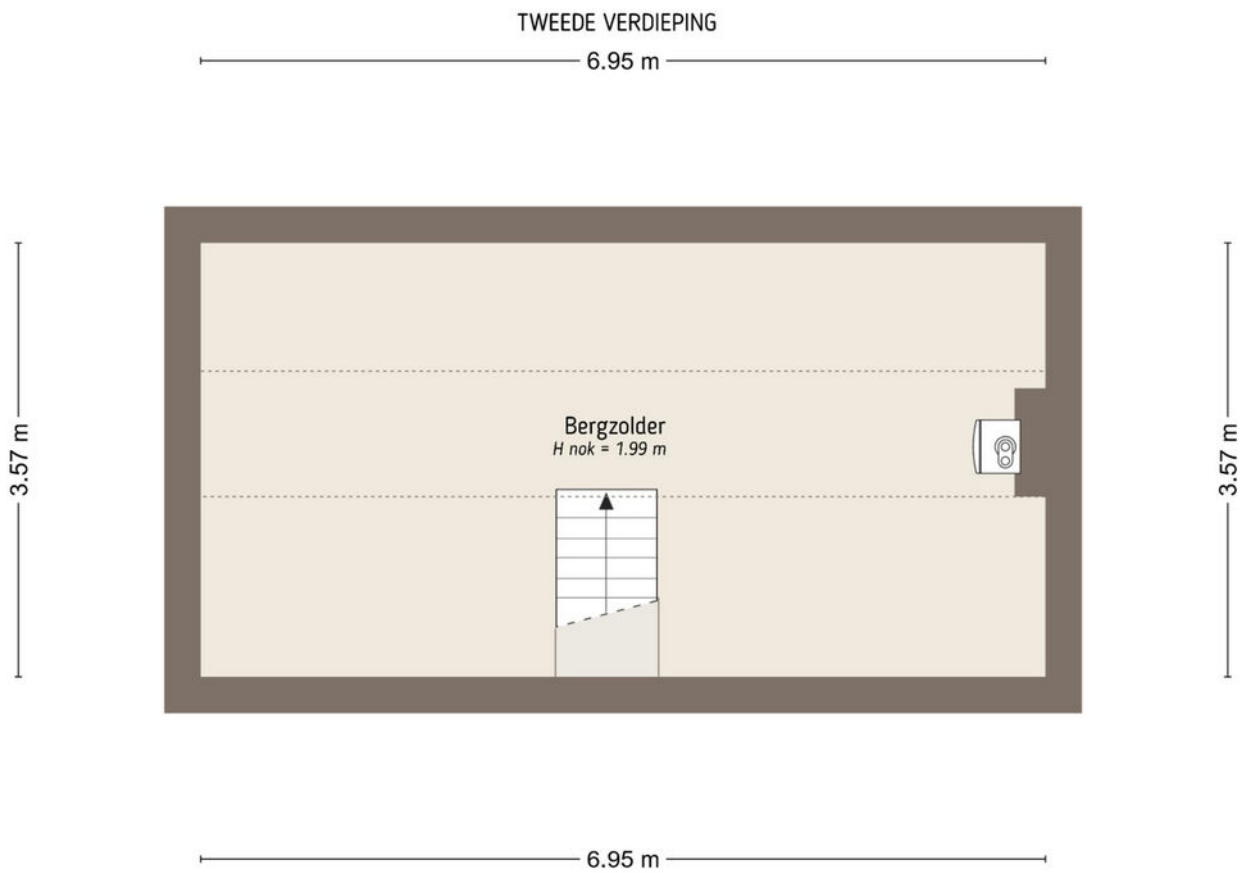 TWEEDE VERDIEPING
6.95 m
3.57 m
Bergzolder
H nok = 1.99 m
3.57 m
6.95 m